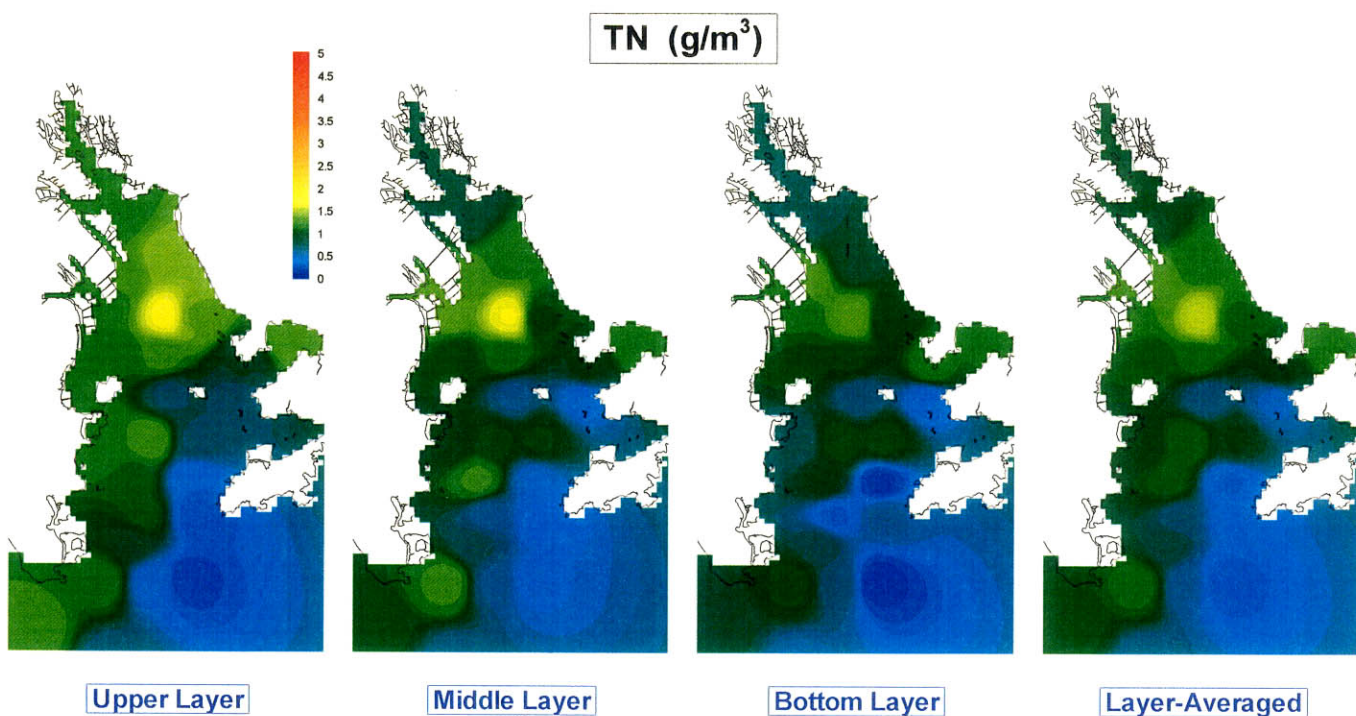 TN (g/m³)
5
4.5
4
3.5
3
2.5
2
1.5
1
0.5
0
Upper Layer
Middle Layer
Bottom Layer
Layer-Averaged